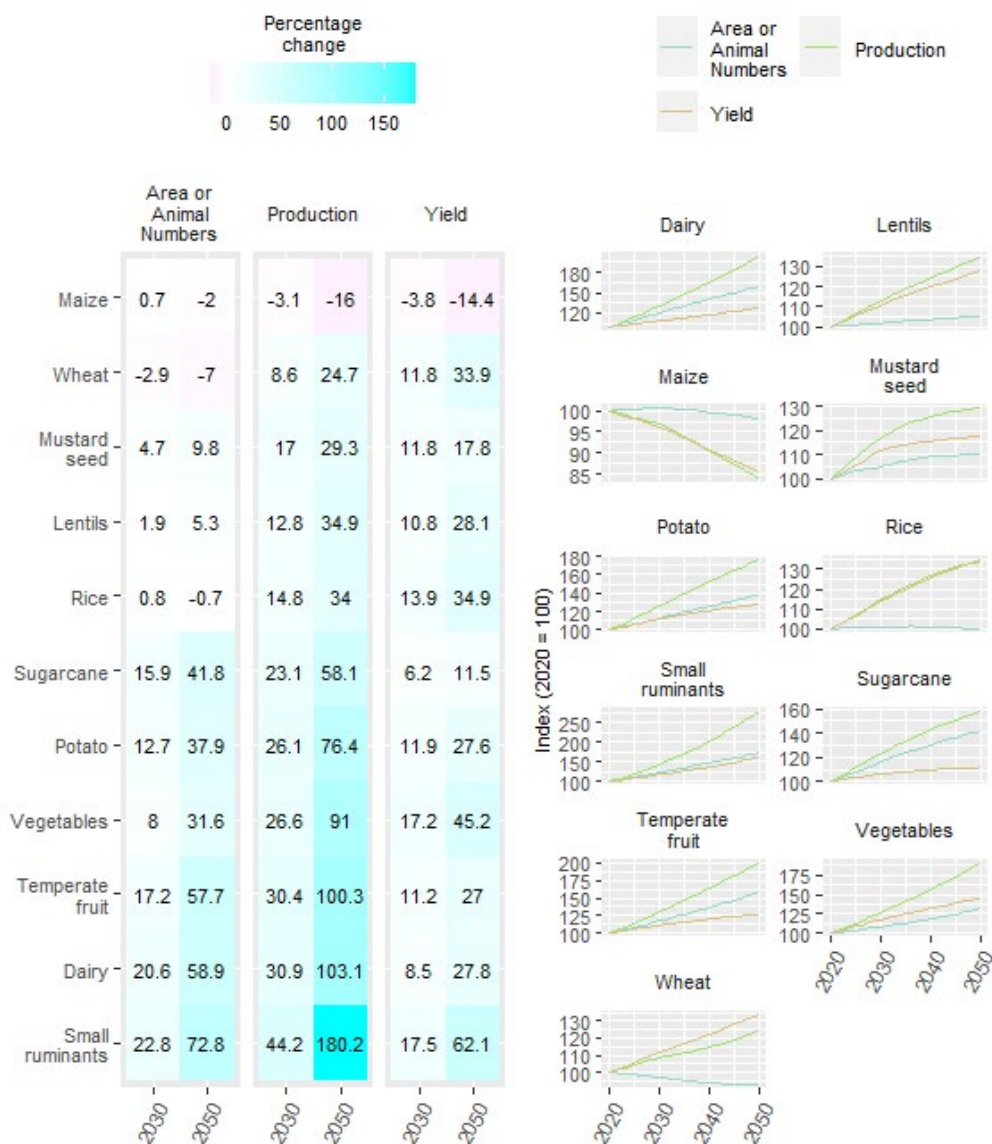 Percentage
change
0 50 100 150
Area or
Animal
Numbers
Production
Yield
Area or
Animal
Numbers
Production
Yield
Maize 0.7 -2 -3.1 -16 -3.8 -14.4
Wheat -2.9 -7 8.6 24.7 11.8 33.9
Mustard
seed 4.7 9.8 17 29.3 11.8 17.8
Lentils 1.9 5.3 12.8 34.9 10.8 28.1
Rice 0.8 -0.7 14.8 34 13.9 34.9
Sugarcane 15.9 41.8 23.1 58.1 6.2 11.5
Potato 12.7 37.9 26.1 76.4 11.9 27.6
Vegetables 8 31.6 26.6 91 17.2 45.2
Temperate
fruit 17.2 57.7 30.4 100.3 11.2 27
Dairy 20.6 58.9 30.9 103.1 8.5 27.8
Small
ruminants 22.8 72.8 44.2 180.2 17.5 62.1
2030 2050 2030 2050 2030 2050
Index (2020 = 100)
Dairy
180
150
120
Lentils
130
120
110
100
Maize
100
95
90
85
Mustard
seed
130
120
110
100
Potato
180
160
140
120
100
Rice
130
120
110
100
Small
ruminants
250
200
150
100
Sugarcane
160
140
120
100
Temperate
fruit
200
175
150
125
100
Vegetables
175
150
125
100
2020 2030 2040 2050
Wheat
130
120
110
100
2020 2030 2040 2050